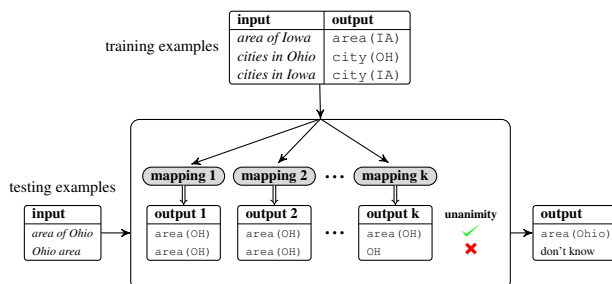 input output
training examples
area of Iowa area(IA)
cities in Ohio city(OH)
cities in Iowa city(IA)
mapping 1 mapping 2 ••• mapping k
testing examples
input output 1 output 2 output k unanimity output
area of Ohio area(OH) area(OH) ••• area(OH) area(Ohio)
Ohio area area(OH) area(OH) OH don't know